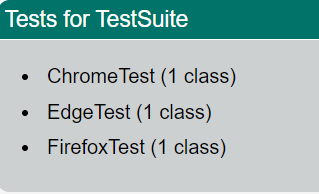 Tests for TestSuite
ChromeTest (1 class)
EdgeTest (1 class)
FirefoxTest (1 class)